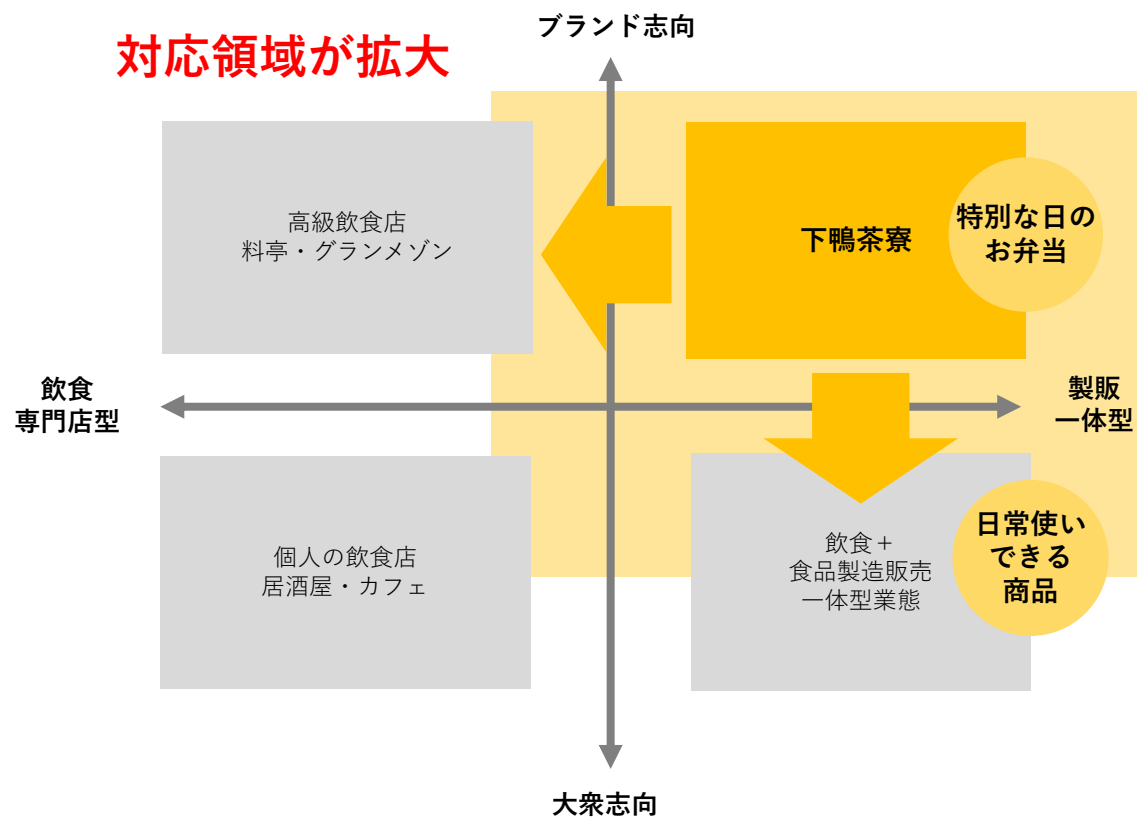 ブランド志向
対応領域が拡大
高級飲食店
料亭・グランメゾン
下鴨茶寮
特別な日の
お弁当
飲食
専門店型
製販
一体型
個人の飲食店
居酒屋・カフェ
飲食＋
食品製造販売
一体型業態
日常使い
できる
商品
大衆志向